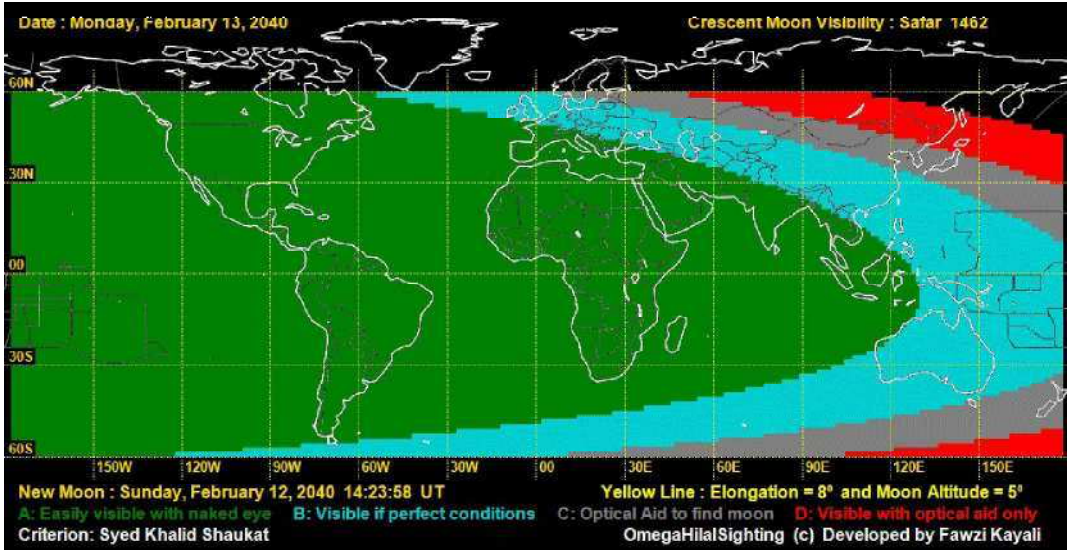 Date : Monday, February 13, 2040 Crescent Moon Visibility : Safar 1462
60N
30N
00
30S
60S
150W 120W 90W 60W 30W 00 30E 60E 90E 120E 150E
New Moon : Sunday, February 12, 2040 14:23:58 UT Yellow Line : Elongation = 8º and Moon Altitude = 5º
A: Easily visible with naked eye B: Visible if perfect conditions C: Optical Aid to find moon D: Visible with optical aid only
Criterion: Syed Khalid Shaukat OmegaHilalSighting (c) Developed by Fawzi Kayali